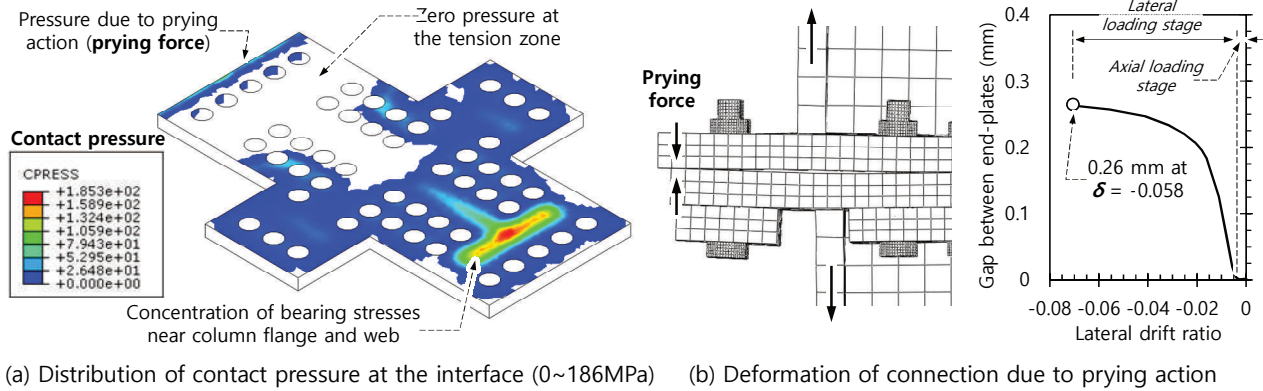 Pressure due to prying
action (prying force)
Zero pressure at
the tension zone
Contact pressure
CPRESS
+1.853e+02
+1.589e+02
+1.324e+02
+1.059e+02
+7.943e+01
+5.295e+01
+2.648e+01
+0.000e+00
Concentration of bearing stresses
near column flange and web
(a) Distribution of contact pressure at the interface (0~186MPa)
Prying
force
Gap between end-plates (mm)
0.4
0.3
0.2
0.1
0
Lateral
loading stage
Axial loading
stage
0.26 mm at
δ = -0.058
-0.08 -0.06 -0.04 -0.02 0
Lateral drift ratio
(b) Deformation of connection due to prying action